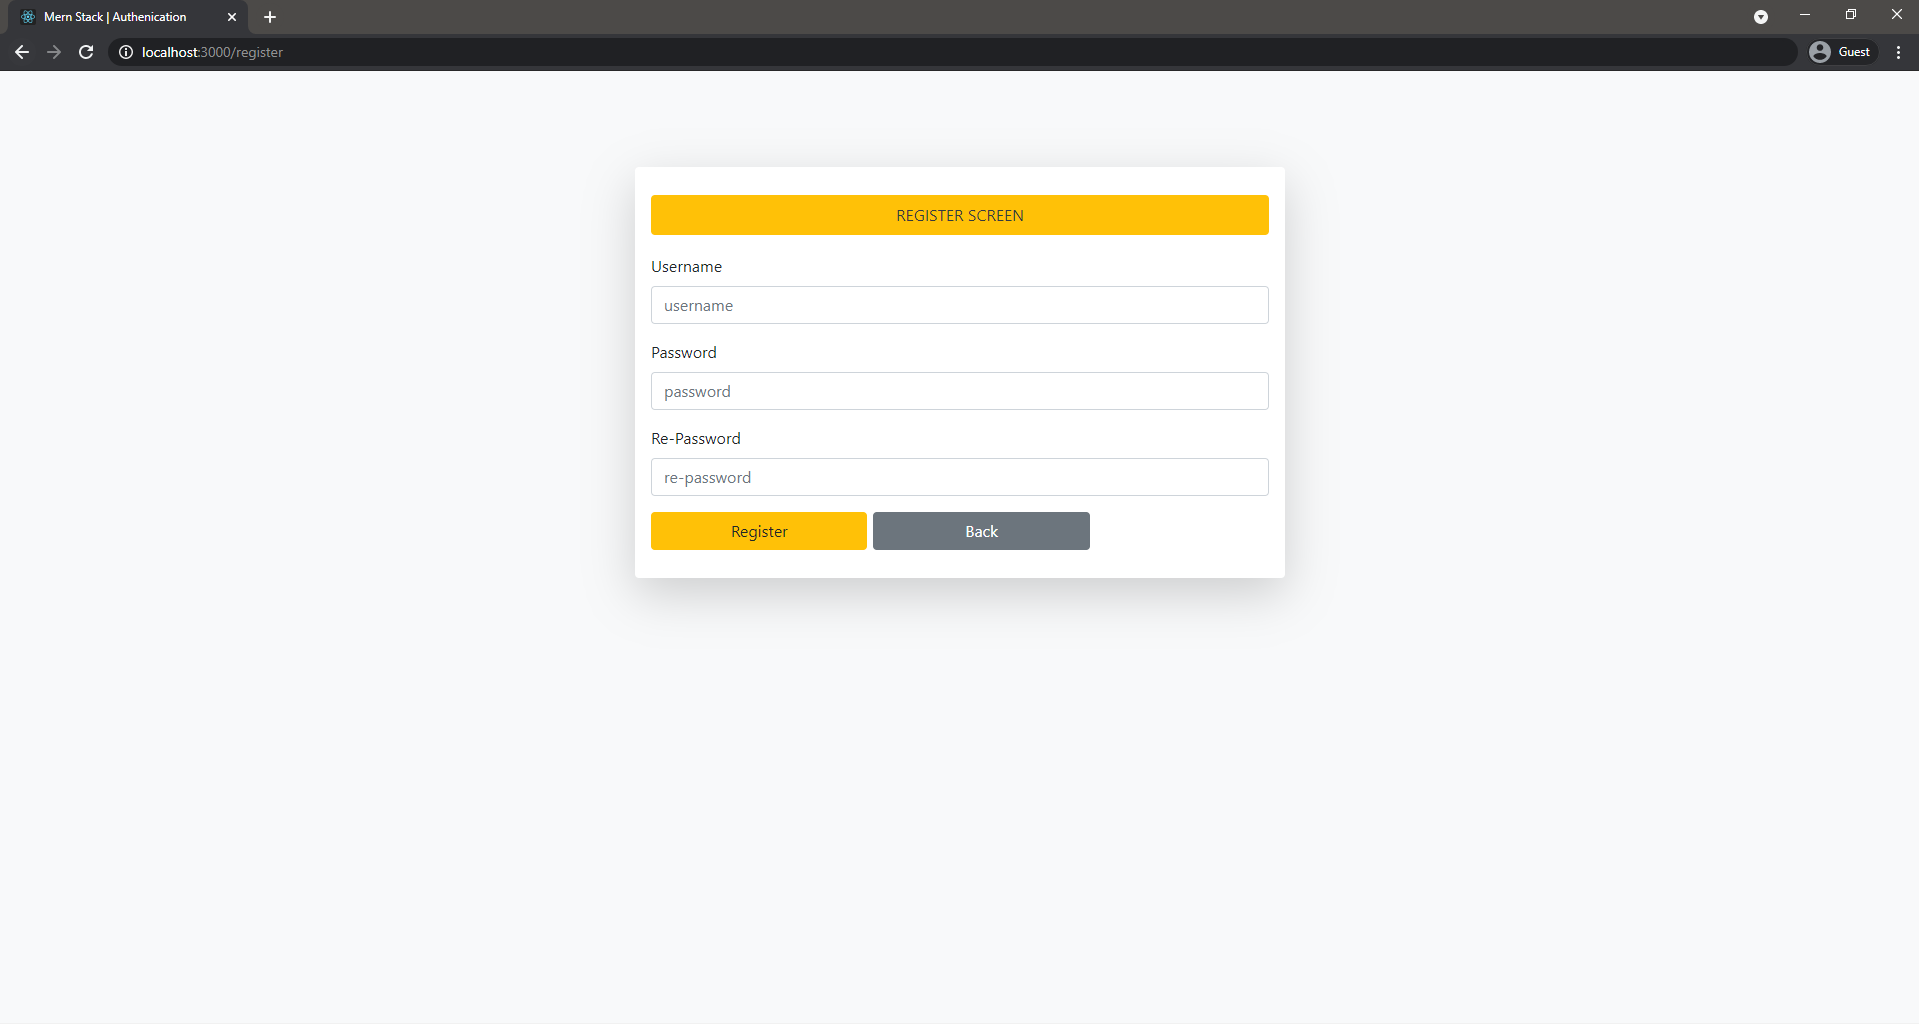 Mern Stack | Authenication
localhost:3000/register
Guest
REGISTER SCREEN
Username
username
Password
password
Re-Password
re-password
Register Back